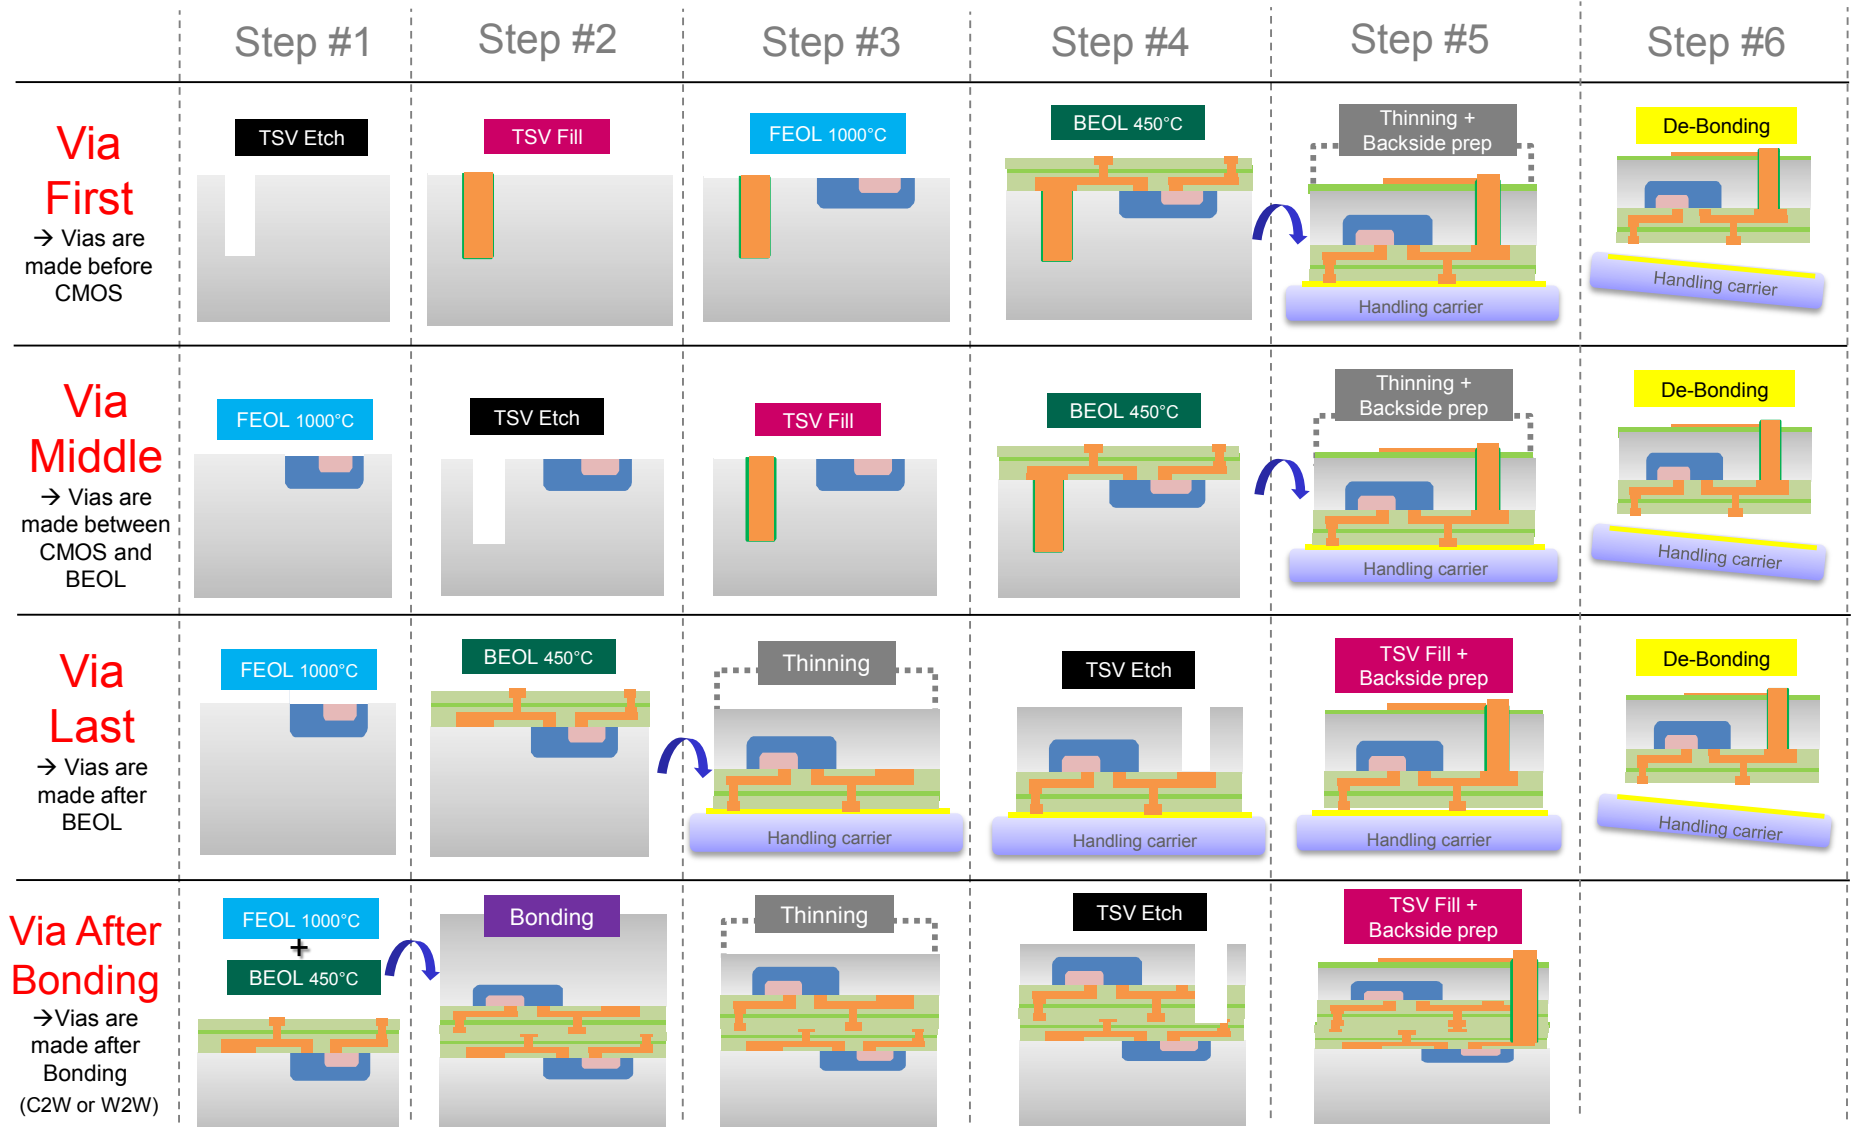 Step #1
Step #2
Step #3
Step #4
Step #5
Step #6
Via
First
→ Vias are
made before
CMOS
TSV Etch
TSV Fill
FEOL 1000°C
BEOL 450°C
Thinning +
Backside prep
Handling carrier
De-Bonding
Handling carrier
Via
Middle
→ Vias are
made between
CMOS and
BEOL
FEOL 1000°C
TSV Etch
TSV Fill
BEOL 450°C
Thinning +
Backside prep
Handling carrier
De-Bonding
Handling carrier
Via
Last
→ Vias are
made after
BEOL
FEOL 1000°C
BEOL 450°C
Thinning
Handling carrier
TSV Etch
Handling carrier
TSV Fill +
Backside prep
Handling carrier
De-Bonding
Handling carrier
Via After
Bonding
→Vias are
made after
Bonding
(C2W or W2W)
FEOL 1000°C
+
BEOL 450°C
Bonding
Thinning
TSV Etch
TSV Fill +
Backside prep